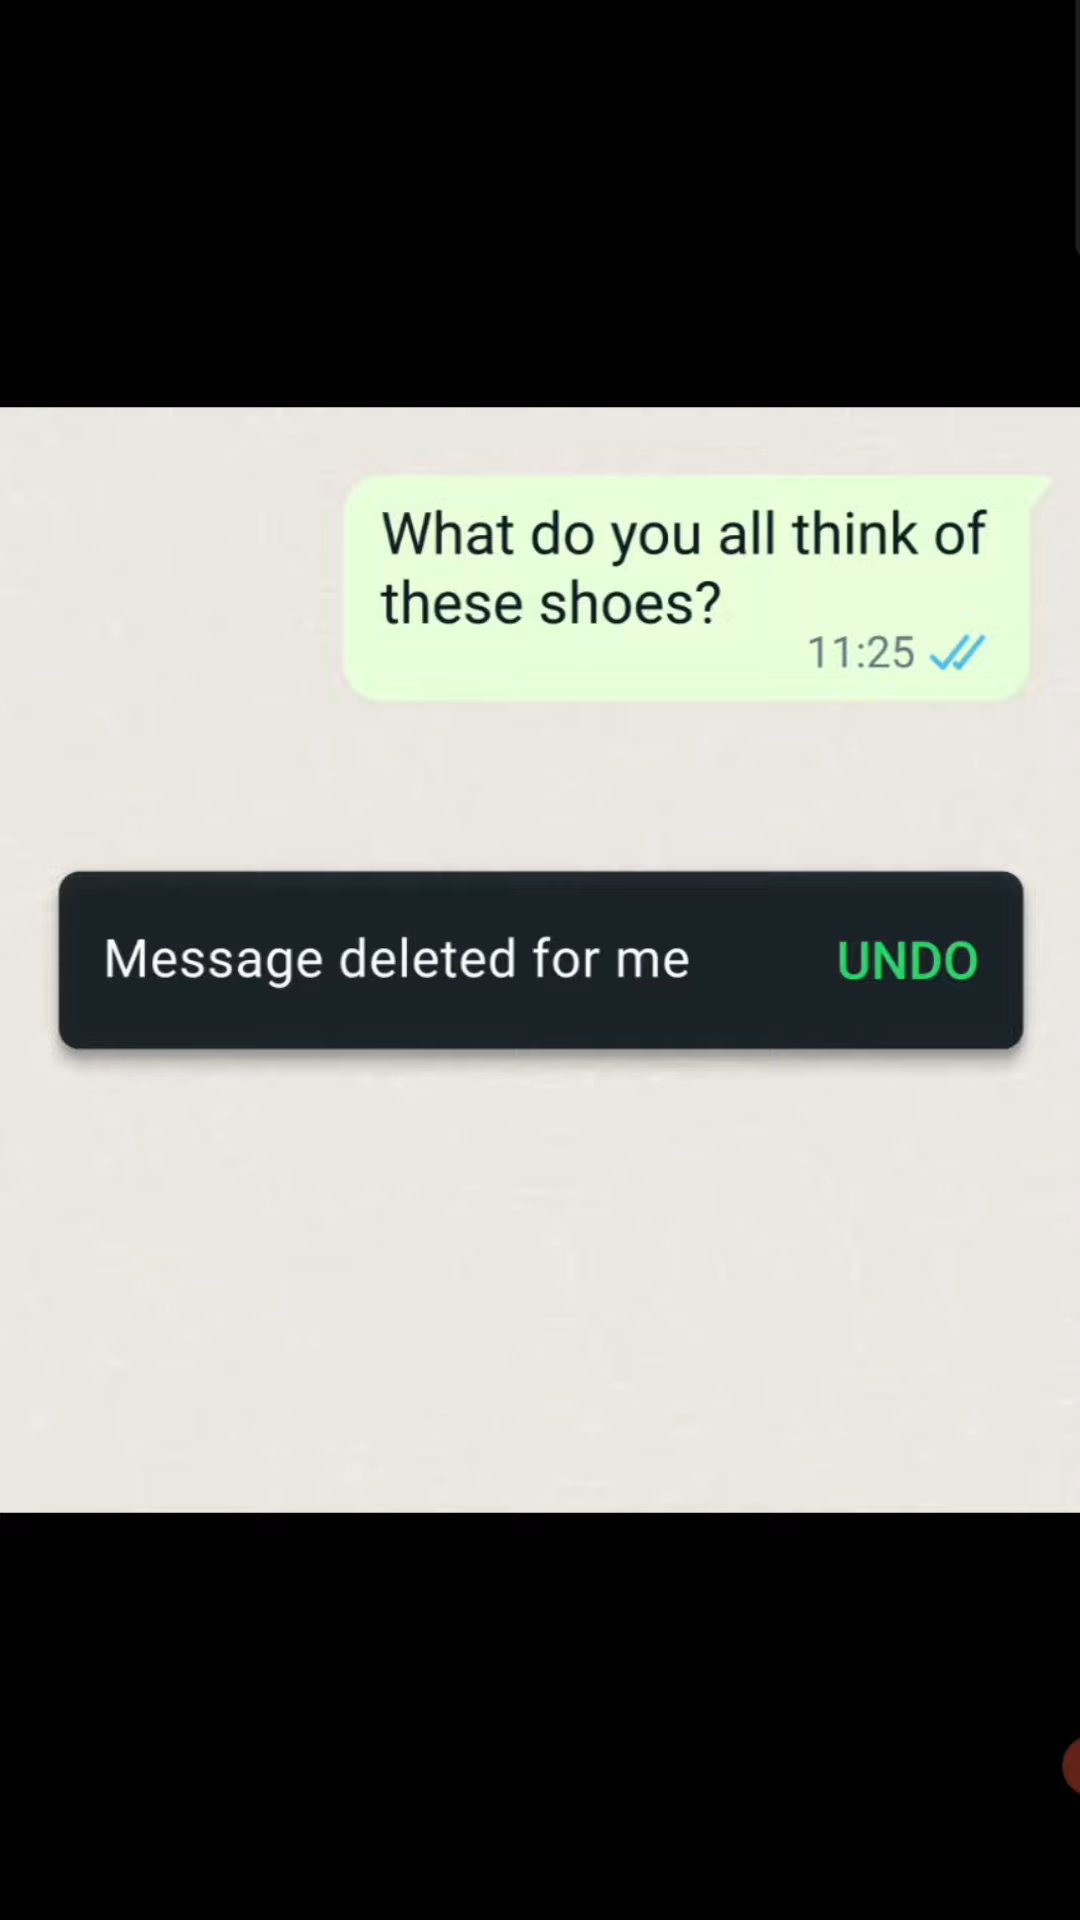 What do you all think of
these shoes?
11:25
Message deleted for me
UNDO